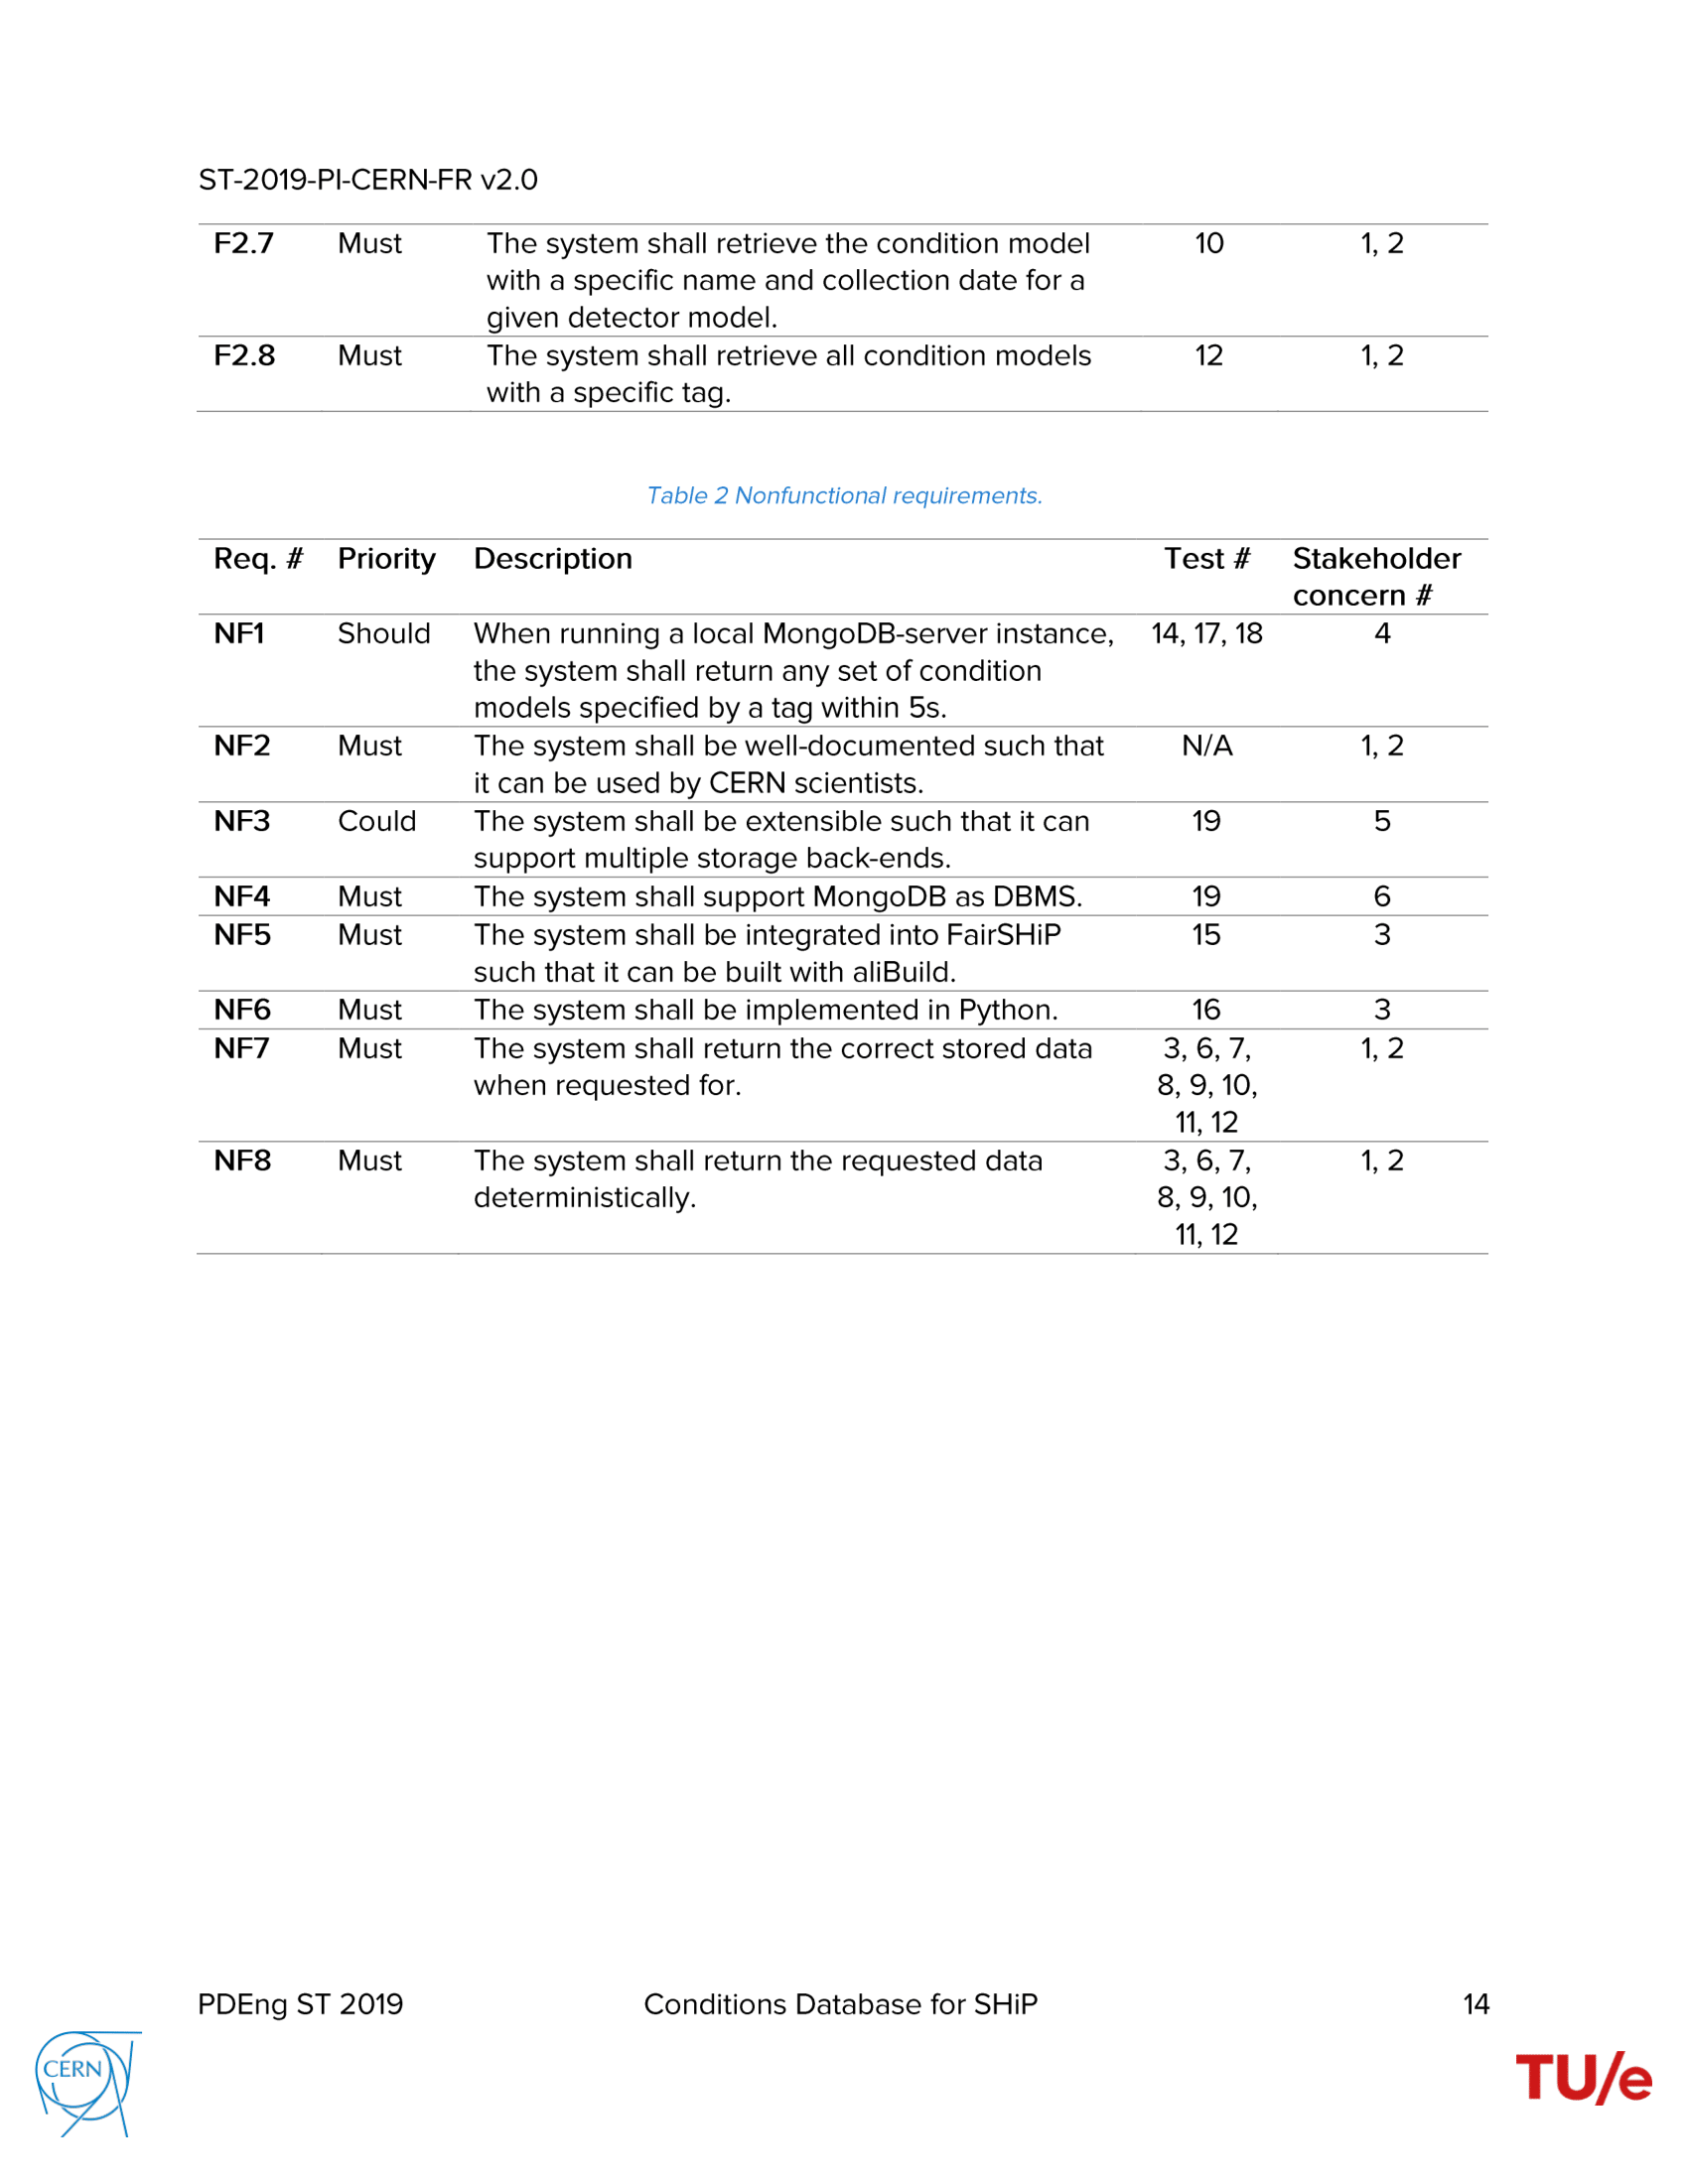 ST-2019-PI-CERN-FR v2.0
F2.7 Must The system shall retrieve the condition model 10 1, 2
with a specific name and collection date for a
given detector model.
F2.8 Must The system shall retrieve all condition models 12 1, 2
with a specific tag.
Table 2 Nonfunctional requirements.
Req. # Priority Description Test # Stakeholder
concern #
NF1 Should When running a local MongoDB-server instance, 14, 17, 18 4
the system shall return any set of condition
models specified by a tag within 5s.
NF2 Must The system shall be well-documented such that N/A 1, 2
it can be used by CERN scientists.
NF3 Could The system shall be extensible such that it can 19 5
support multiple storage back-ends.
NF4 Must The system shall support MongoDB as DBMS. 19 6
NF5 Must The system shall be integrated into FairSHiP 15 3
such that it can be built with aliBuild.
NF6 Must The system shall be implemented in Python. 16 3
NF7 Must The system shall return the correct stored data 3, 6, 7, 1, 2
when requested for. 8, 9, 10,
11, 12
NF8 Must The system shall return the requested data 3, 6, 7, 1, 2
deterministically. 8, 9, 10,
11, 12
PDEng ST 2019 Conditions Database for SHiP 14
CERN
TU/e